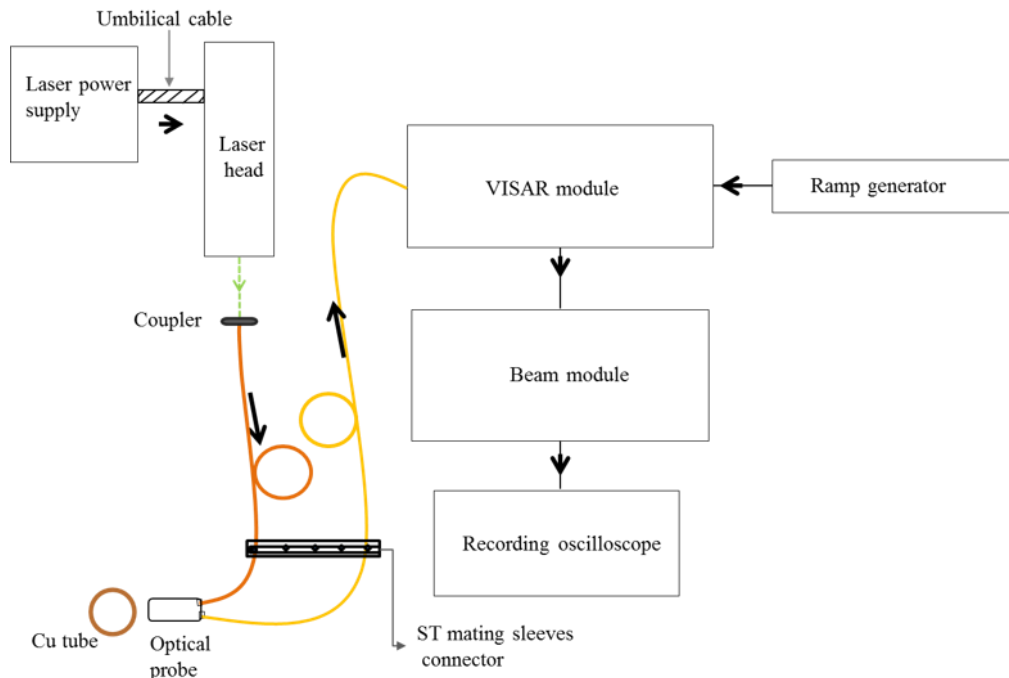 Umbilical cable
Laser power
supply
Laser
head
VISAR module
Ramp generator
Coupler
Beam module
Recording oscilloscope
Cu tube
Optical
probe
ST mating sleeves
connector